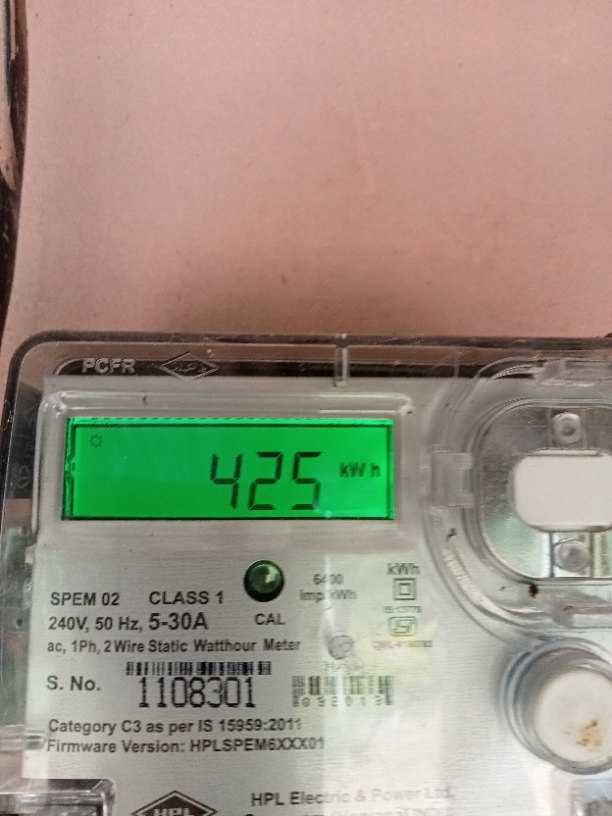 PCFR HPL
425 kWh
6400
imp/kWh
kWh
SPEM 02 CLASS 1
240V, 50 Hz, 5-30A CAL
ac, 1Ph, 2 Wire Static Watthour Meter
S. No. 1108301
Category C3 as per IS 15959:2011
Firmware Version: HPLSPEM6XXX01
HPL HPL Electric & Power Ltd.